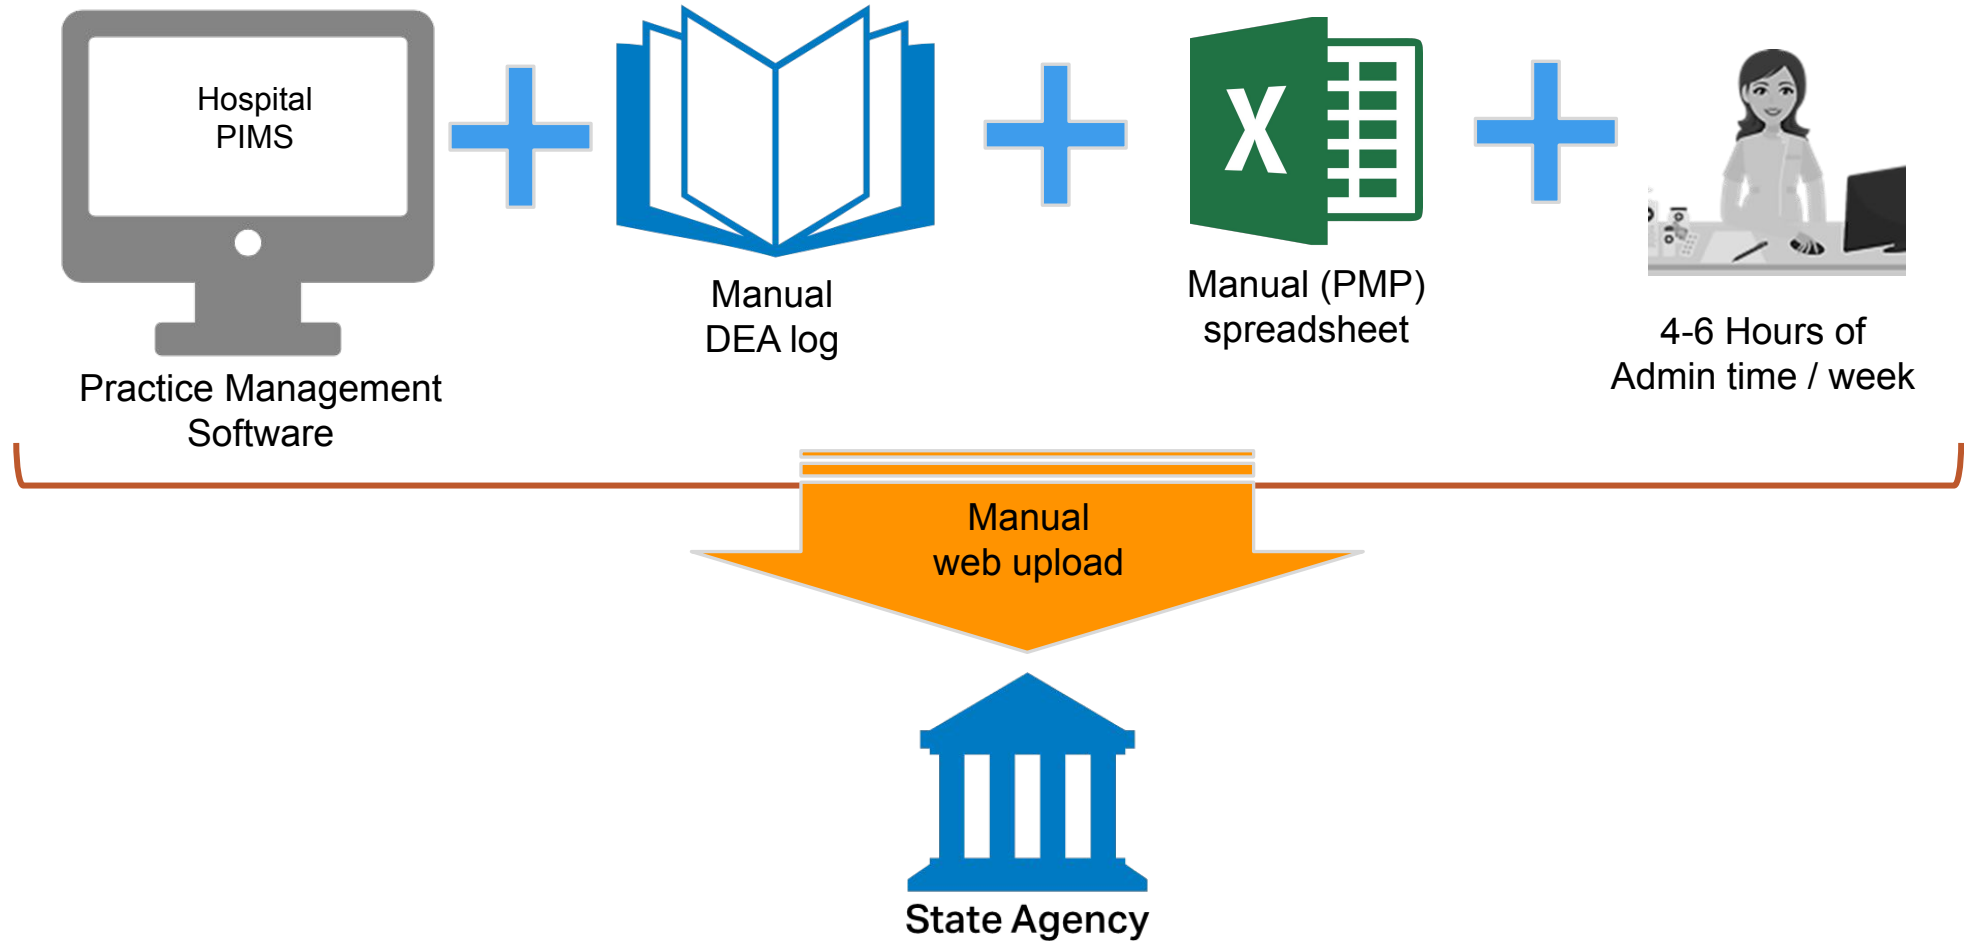 Hospital
PIMS
Practice Management
Software
Manual
DEA log
X
Manual (PMP)
spreadsheet
4-6 Hours of
Admin time / week
Manual
web upload
State Agency